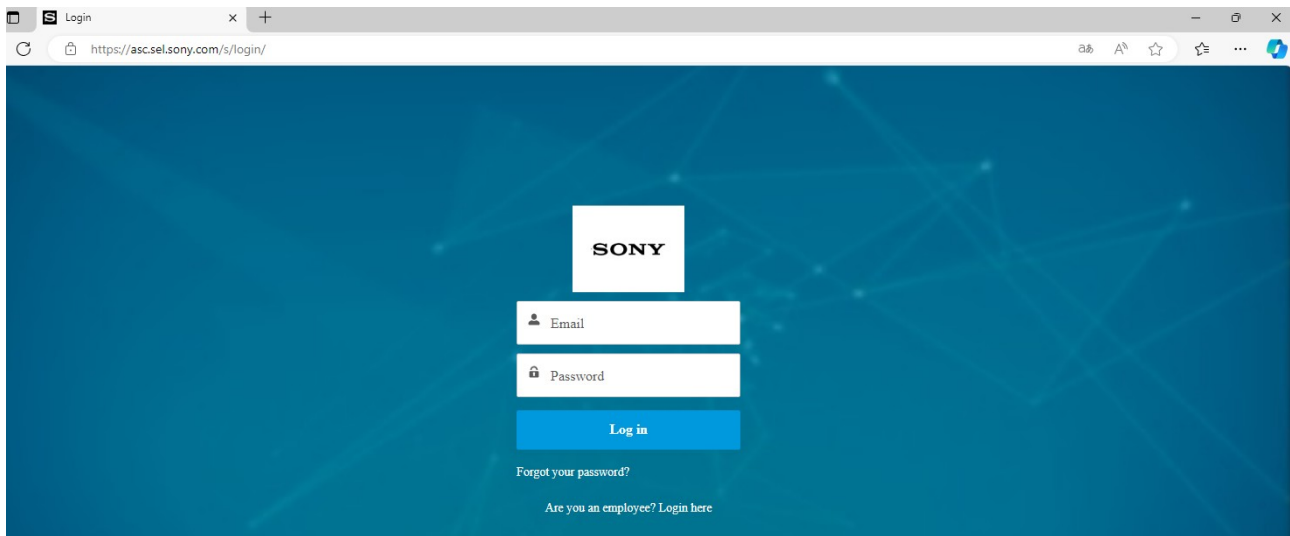 Login
https://asc.sel.sony.com/s/login/
SONY
Email
Password
Log in
Forgot your password?
Are you an employee? Login here